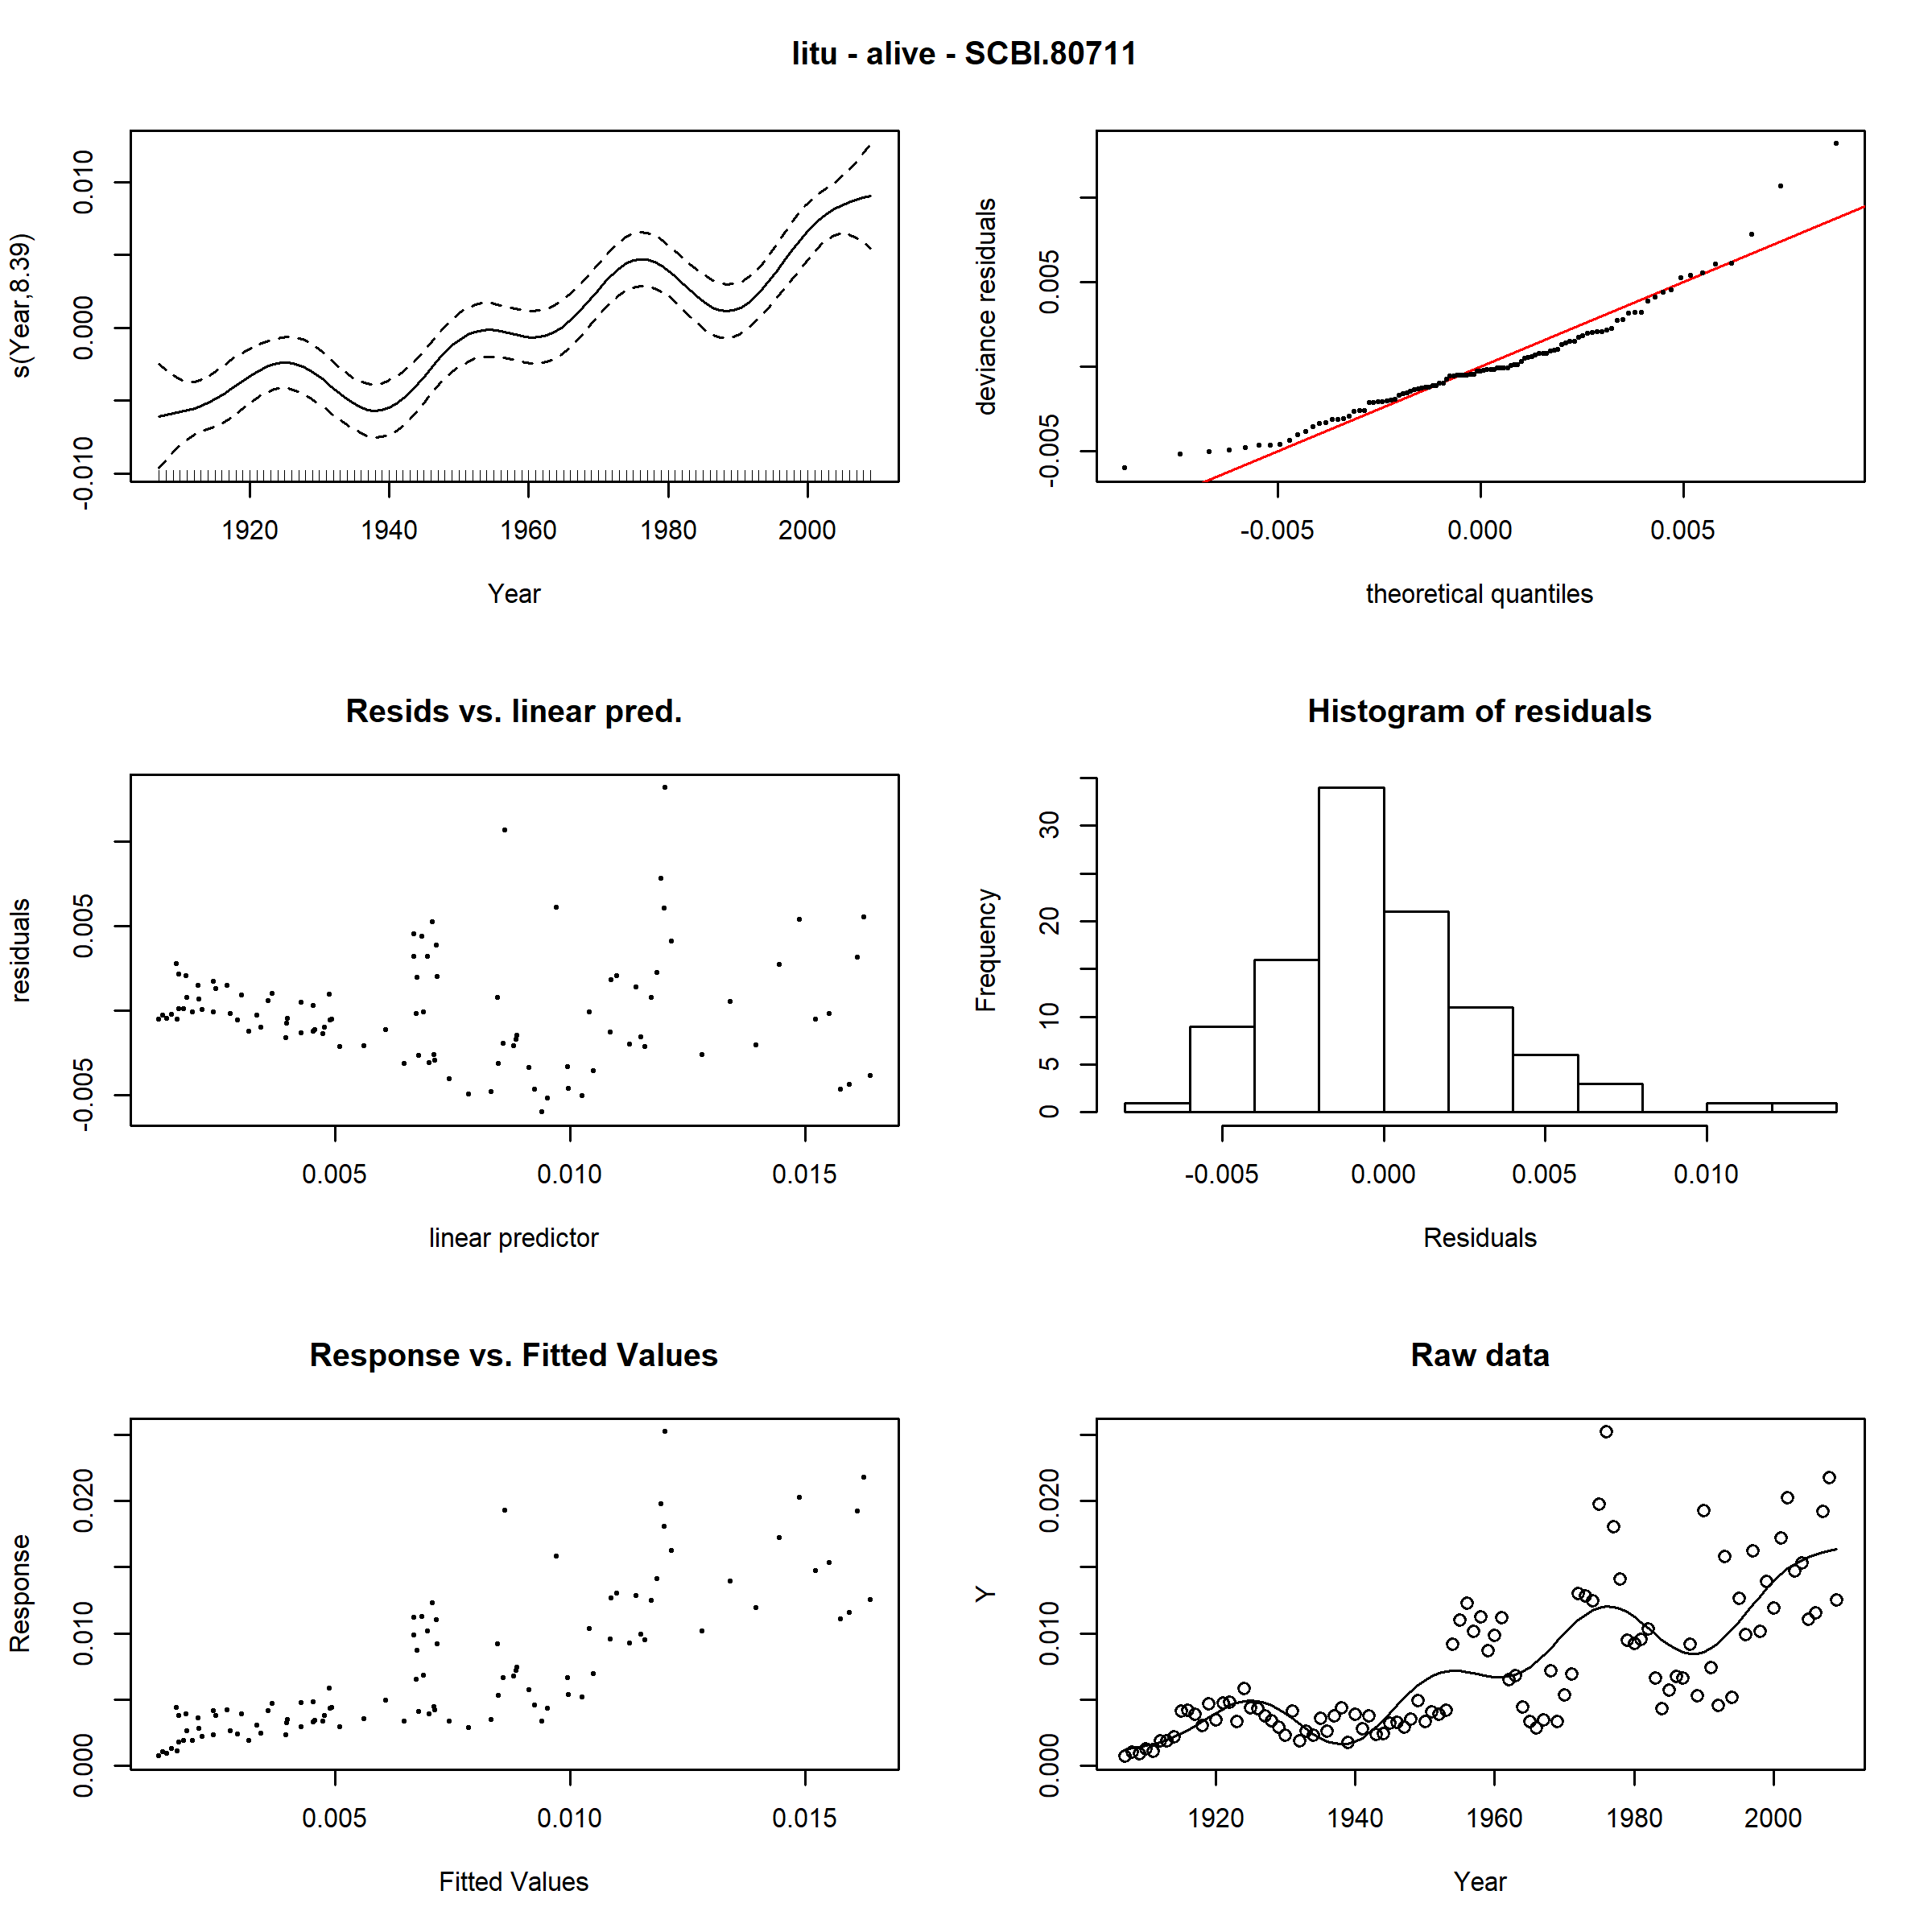 litu - alive - SCBI.80711
s(Year,8.39)
-0.010 0.000 0.010
1920 1940 1960 1980 2000
Year
deviance residuals
-0.005 0.005
-0.005 0.000 0.005
theoretical quantiles
Resids vs. linear pred.
residuals
-0.005 0.005
0.005 0.010 0.015
linear predictor
Histogram of residuals
Frequency
0 5 10 20 30
-0.005 0.000 0.005 0.010
Residuals
Response vs. Fitted Values
Response
0.000 0.010 0.020
0.005 0.010 0.015
Fitted Values
Raw data
Y
0.000 0.010 0.020
1920 1940 1960 1980 2000
Year